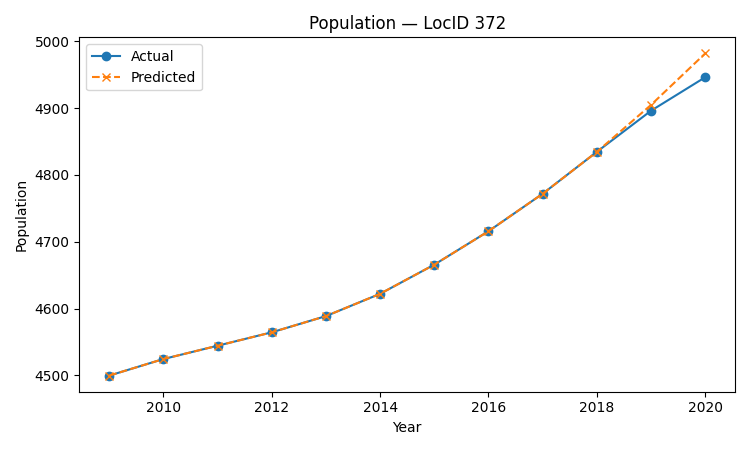 Population — LocID 372
Actual
Predicted
5000
4900
4800
4700
4600
4500
Population
2010 2012 2014 2016 2018 2020
Year